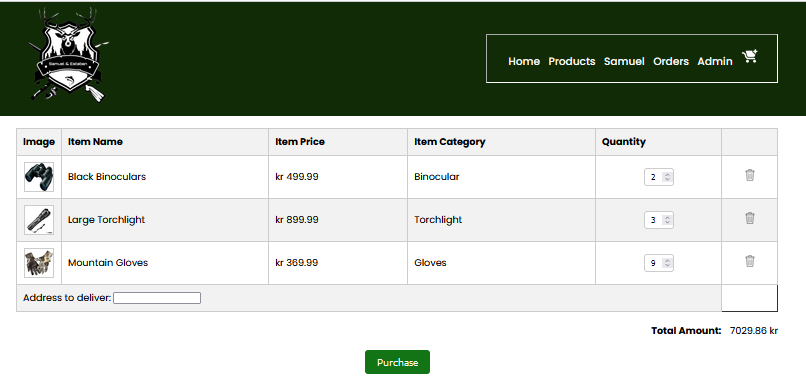 Samuel & Esteban
Home Products Samuel Orders Admin
Image Item Name Item Price Item Category Quantity
Black Binoculars kr 499.99 Binocular 2
Large Torchlight kr 899.99 Torchlight 3
Mountain Gloves kr 369.99 Gloves 9
Address to deliver:
Total Amount: 7029.86 kr
Purchase